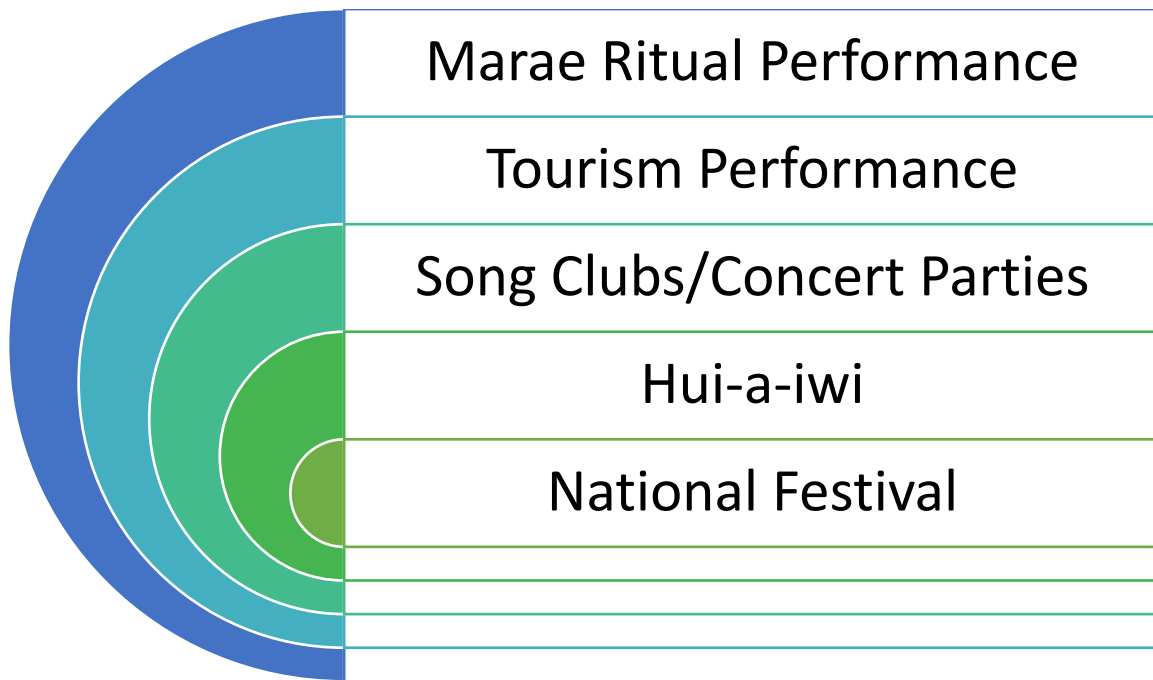 Marae Ritual Performance
Tourism Performance
Song Clubs/Concert Parties
Hui-a-iwi
National Festival